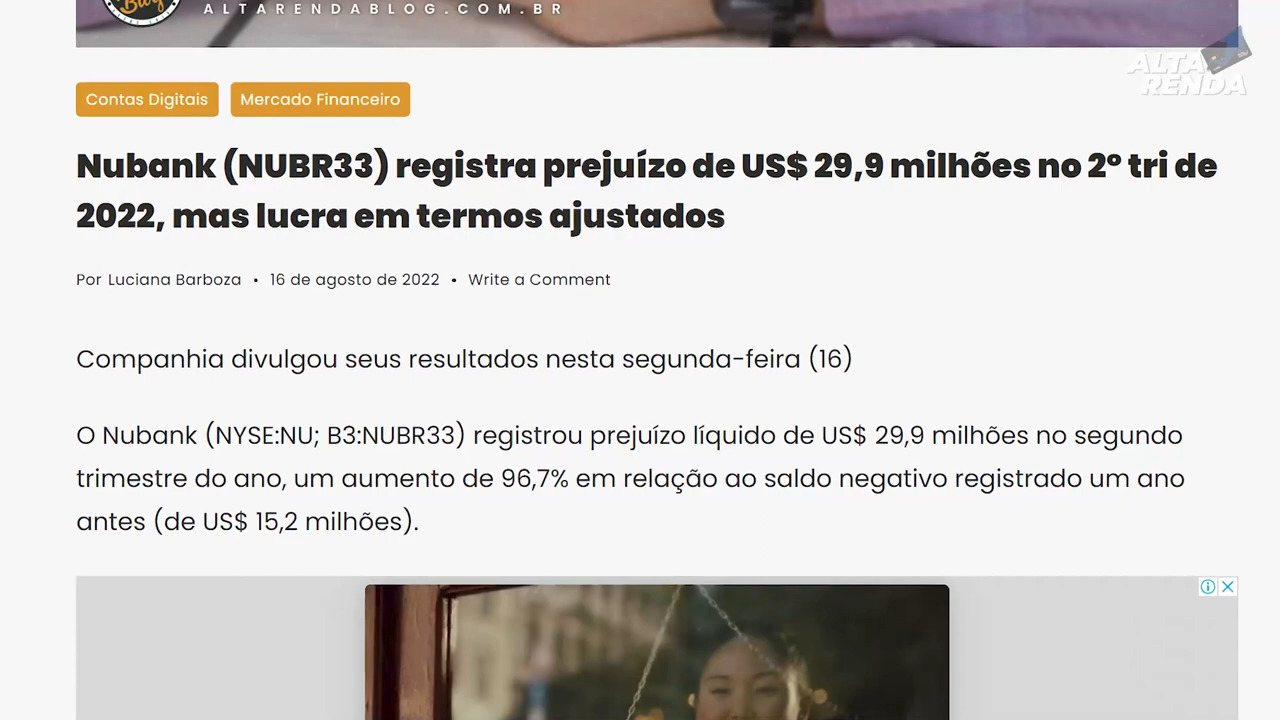 Blog
ALTARENDABLOG.COM.BR
ALTA
RENDA
Contas Digitais
Mercado Financeiro
Nubank (NUBR33) registra prejuízo de US$ 29,9 milhões no 2º tri de
2022, mas lucra em termos ajustados
Por Luciana Barboza • 16 de agosto de 2022 • Write a Comment
Companhia divulgou seus resultados nesta segunda-feira (16)
O Nubank (NYSE:NU; B3:NUBR33) registrou prejuízo líquido de US$ 29,9 milhões no segundo
trimestre do ano, um aumento de 96,7% em relação ao saldo negativo registrado um ano
antes (de US$ 15,2 milhões).